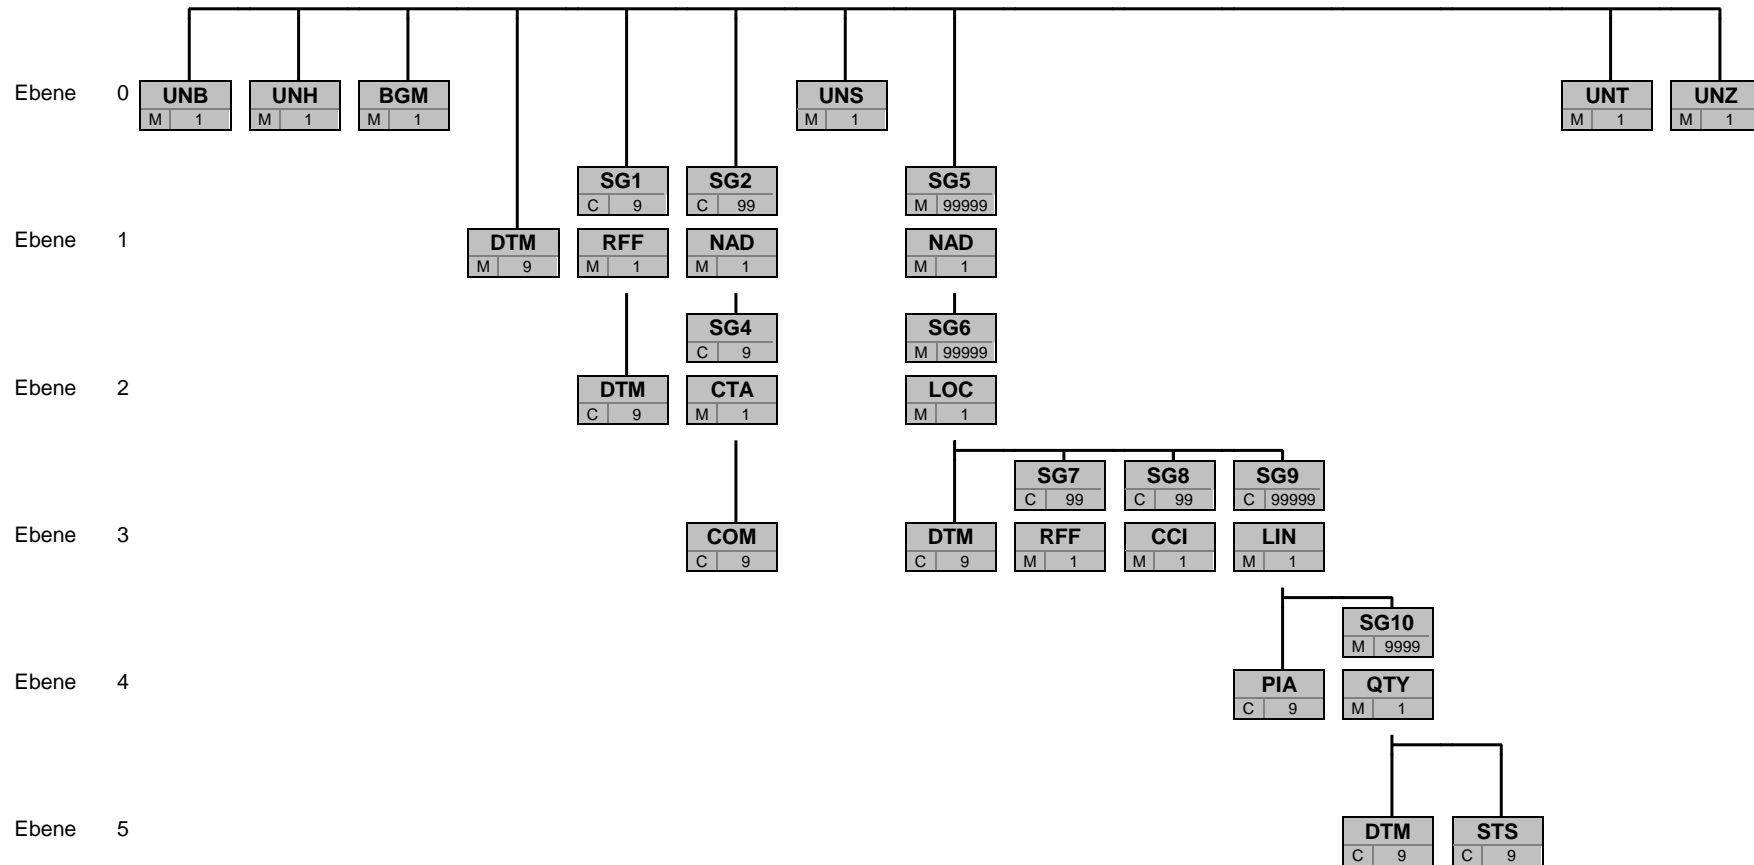 Ebene 0 UNB UNH BGM UNS UNT UNZ
M 1 M 1 M 1 M 1 M 1 M 1
SG1 SG2 SG5
C 9 C 99 M 99999
Ebene 1 DTM RFF NAD NAD
M 9 M 1 M 1 M 1
SG4 SG6
C 9 M 99999
Ebene 2 DTM CTA LOC
C 9 M 1 M 1
SG7 SG8 SG9
C 99 C 99 C 99999
Ebene 3 COM DTM RFF CCI LIN
C 9 C 9 M 1 M 1 M 1
SG10
M 9999
Ebene 4 PIA QTY
C 9 M 1
Ebene 5 DTM STS
C 9 C 9